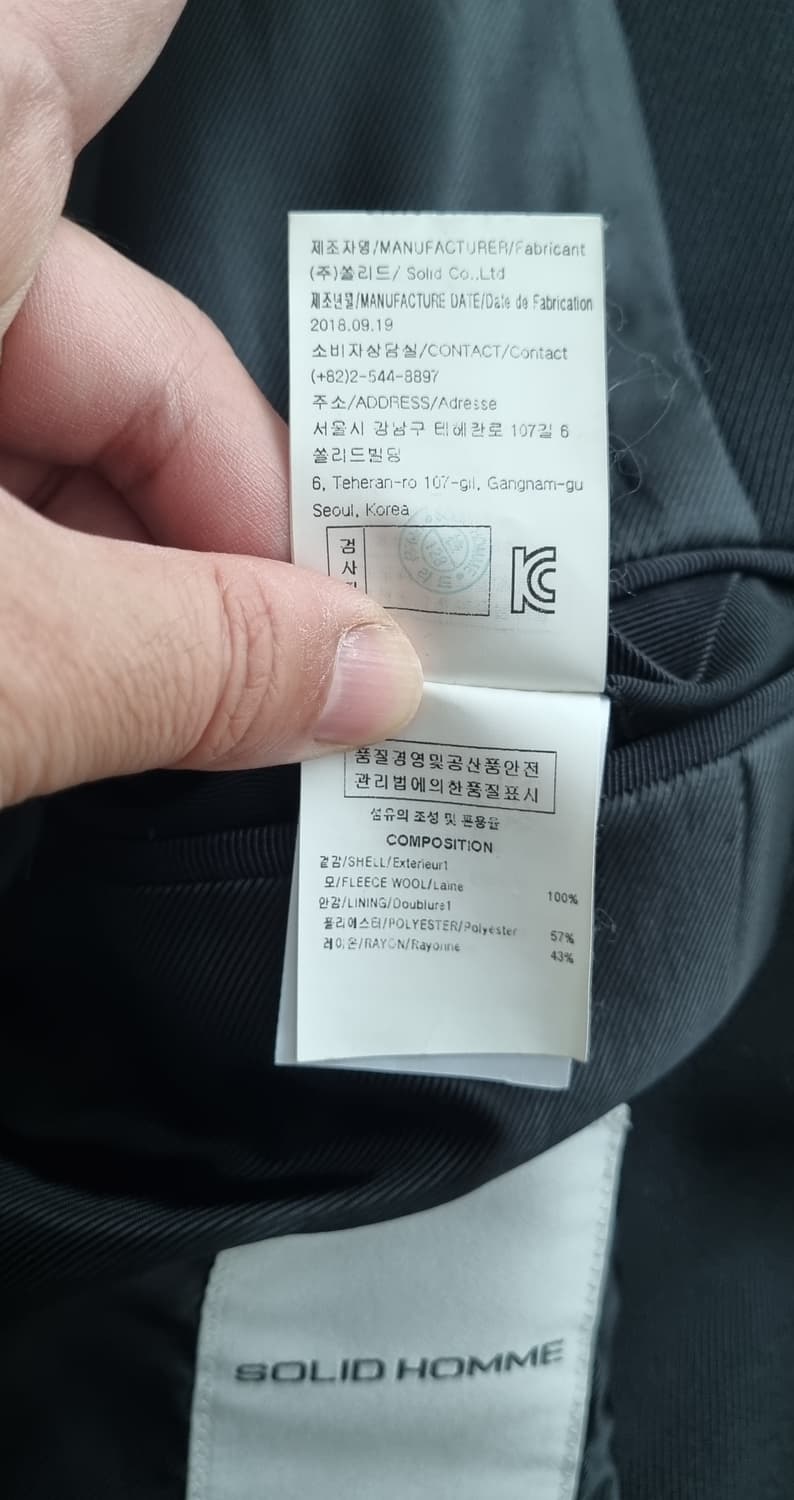 제조자명/MANUFACTURER/Fabricant
(주)쏠리드/ Solid Co.,Ltd
제조년월/MANUFACTURE DATE/Date de Fabrication
2018.09.19
소비자상담실/CONTACT/Contact
(+82)2-544-8897
주소/ADDRESS/Adresse
서울시 강남구 테헤란로 107길 6
쏠리드빌딩
6, Teheran-ro 107-gil, Gangnam-gu
Seoul, Korea
검
사
KC
품질경영및공산품안전
관리법에의한품질표시
섬유의 조성 및 혼용율
COMPOSITION
겉감/SHELL/Exterieur1
모/FLEECE WOOL/Laine 100%
안감/LINING/Doublure1
폴리에스터/POLYESTER/Polyester 57%
레이온/RAYON/Rayonne 43%
SOLID HOMME